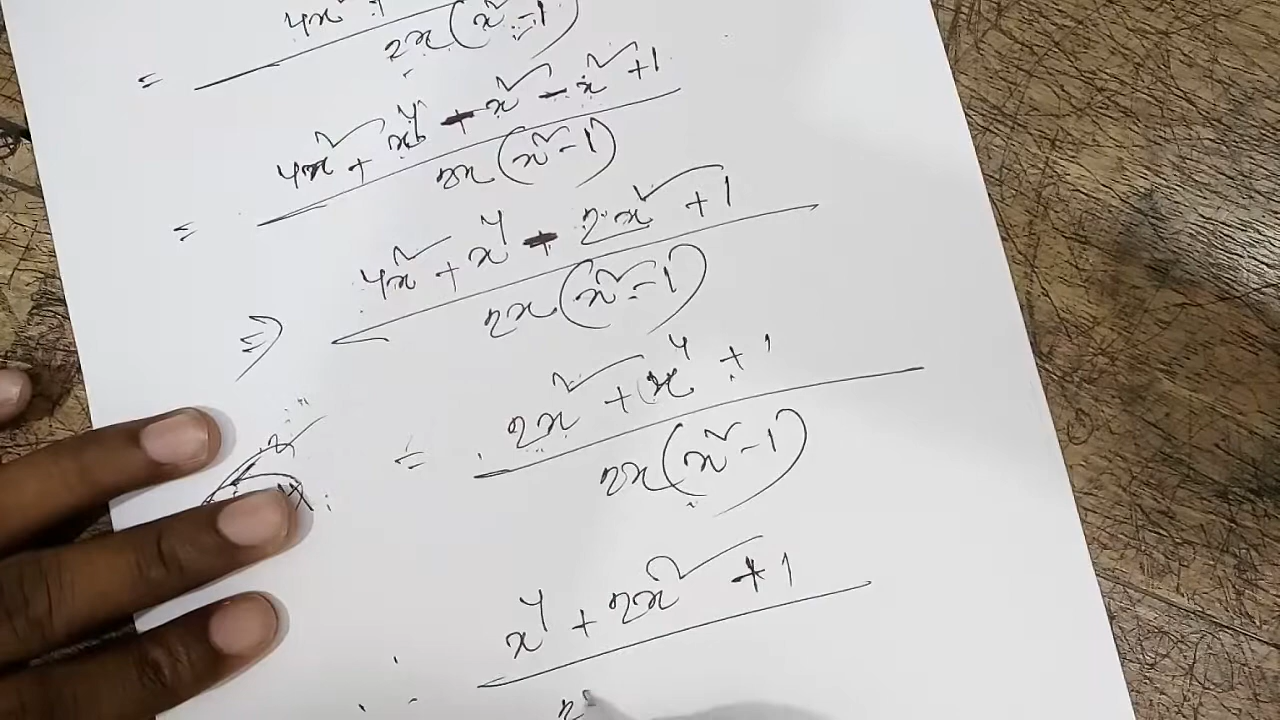 4x²
= 2x(x²-1)
4x² + x⁴ - x² - x² + 1
= 2x(x²-1)
4x² + x⁴ - 2x² + 1
⇒ 2x(x²-1)
2x² + x⁴ + 1
= 2x(x²-1)
x⁴ + 2x² + 1